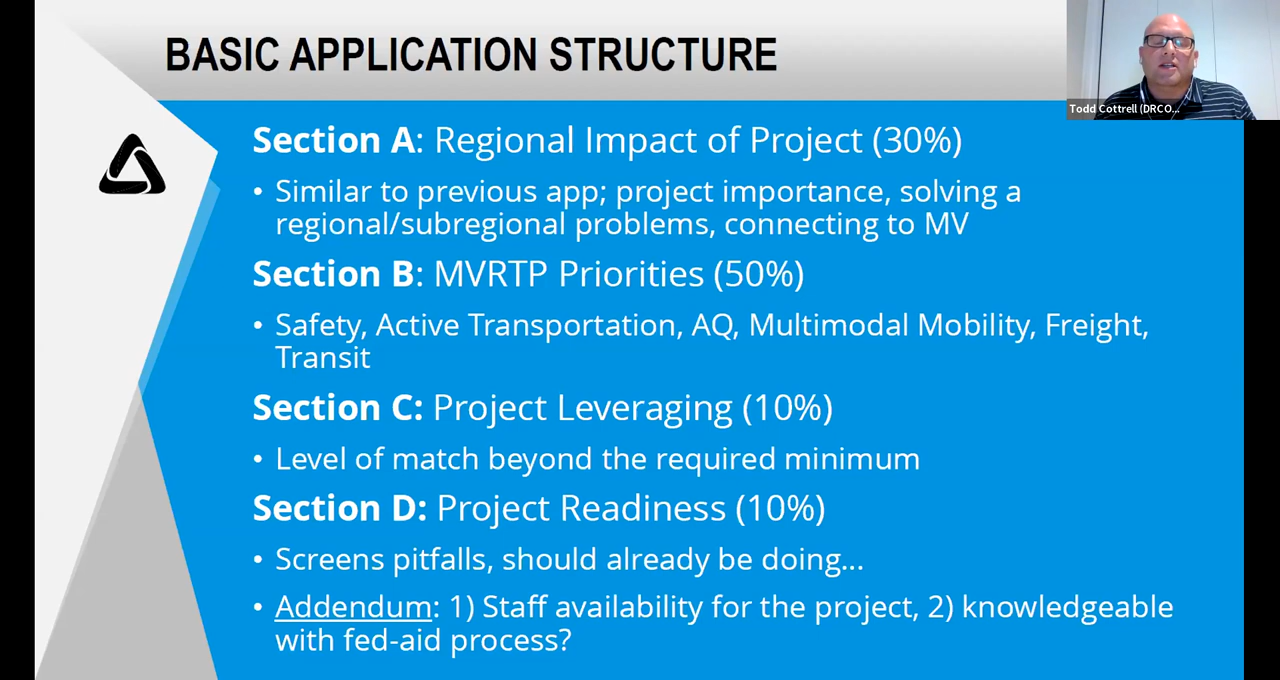 BASIC APPLICATION STRUCTURE
Todd Cottrell (DRCO...
Section A: Regional Impact of Project (30%)
• Similar to previous app; project importance, solving a
regional/subregional problems, connecting to MV
Section B: MVRTP Priorities (50%)
• Safety, Active Transportation, AQ, Multimodal Mobility, Freight,
Transit
Section C: Project Leveraging (10%)
• Level of match beyond the required minimum
Section D: Project Readiness (10%)
• Screens pitfalls, should already be doing...
• Addendum: 1) Staff availability for the project, 2) knowledgeable
with fed-aid process?